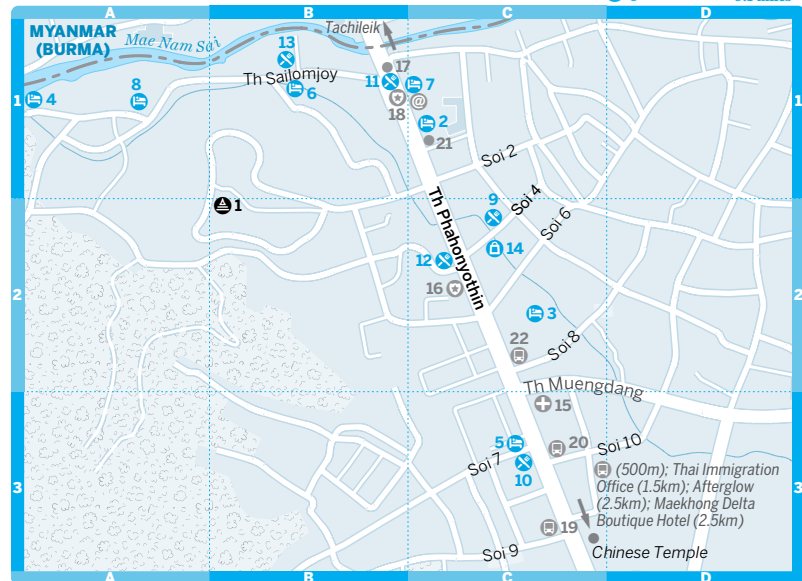 A B C D
MYANMAR
(BURMA)
Mae Nam Sai
Tachileik
13
17
Th Sailomjoy
11
7
@
4
8
6
18
2
1
1
21
Soi 2
1
9
Soi 4
Th Phahonyothin
Soi 6
14
12
16
2
2
3
22
Soi 8
Th Muengdang
15
5
20
Soi 10
Soi 7
10
(500m); Thai Immigration
Office (1.5km); Afterglow
(2.5km); Maekhong Delta
Boutique Hotel (2.5km)
3
3
19
Soi 9
Chinese Temple
A B C D